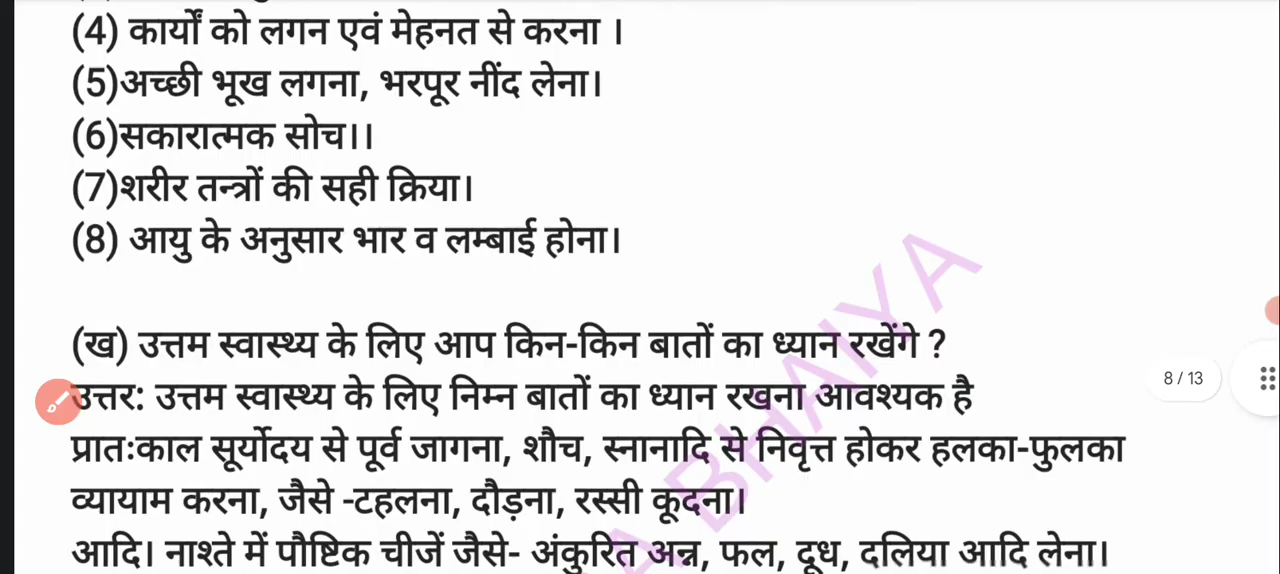 (4) कार्यों को लगन एवं मेहनत से करना ।
(5)अच्छी भूख लगना, भरपूर नींद लेना।
(6)सकारात्मक सोच।।
(7)शरीर तन्त्रों की सही क्रिया।
(8) आयु के अनुसार भार व लम्बाई होना।
(ख) उत्तम स्वास्थ्य के लिए आप किन-किन बातों का ध्यान रखेंगे ?
उत्तर: उत्तम स्वास्थ्य के लिए निम्न बातों का ध्यान रखना आवश्यक है
8 / 13
प्रातःकाल सूर्योदय से पूर्व जागना, शौच, स्नानादि से निवृत्त होकर हलका-फुलका
व्यायाम करना, जैसे -टहलना, दौड़ना, रस्सी कूदना।
आदि। नाश्ते में पौष्टिक चीजें जैसे- अंकुरित अन्न, फल, दूध, दलिया आदि लेना।
BHAIYA